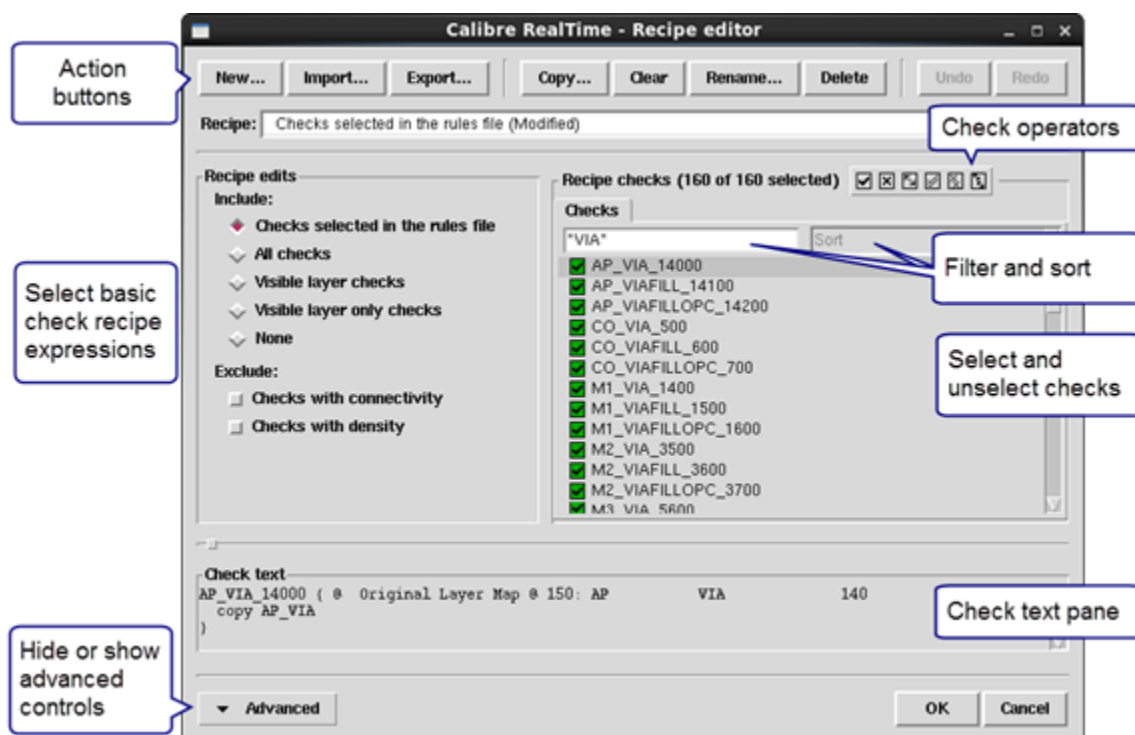 Calibre RealTime - Recipe editor
Action
buttons
New... Import... Export... Copy... Clear Rename... Delete Undo Redo
Recipe: Checks selected in the rules file (Modified)
Check operators
Recipe edits
Include:
Checks selected in the rules file
All checks
Visible layer checks
Visible layer only checks
None
Exclude:
Checks with connectivity
Checks with density
Select basic
check recipe
expressions
Recipe checks (160 of 160 selected)
Checks
"VIA" Sort
AP_VIA_14000
AP_VIAFILL_14100
AP_VIAFILLOPC_14200
CO_VIA_500
CO_VIAFILL_600
CO_VIAFILLOPC_700
M1_VIA_1400
M1_VIAFILL_1500
M1_VIAFILLOPC_1600
M2_VIA_3500
M2_VIAFILL_3600
M2_VIAFILLOPC_3700
M3_VIA_5600
Filter and sort
Select and
unselect checks
Check text
AP_VIA_14000 { @ Original Layer Map @ 150: AP VIA 140
copy AP_VIA
}
Check text pane
Hide or show
advanced
controls
Advanced
OK Cancel